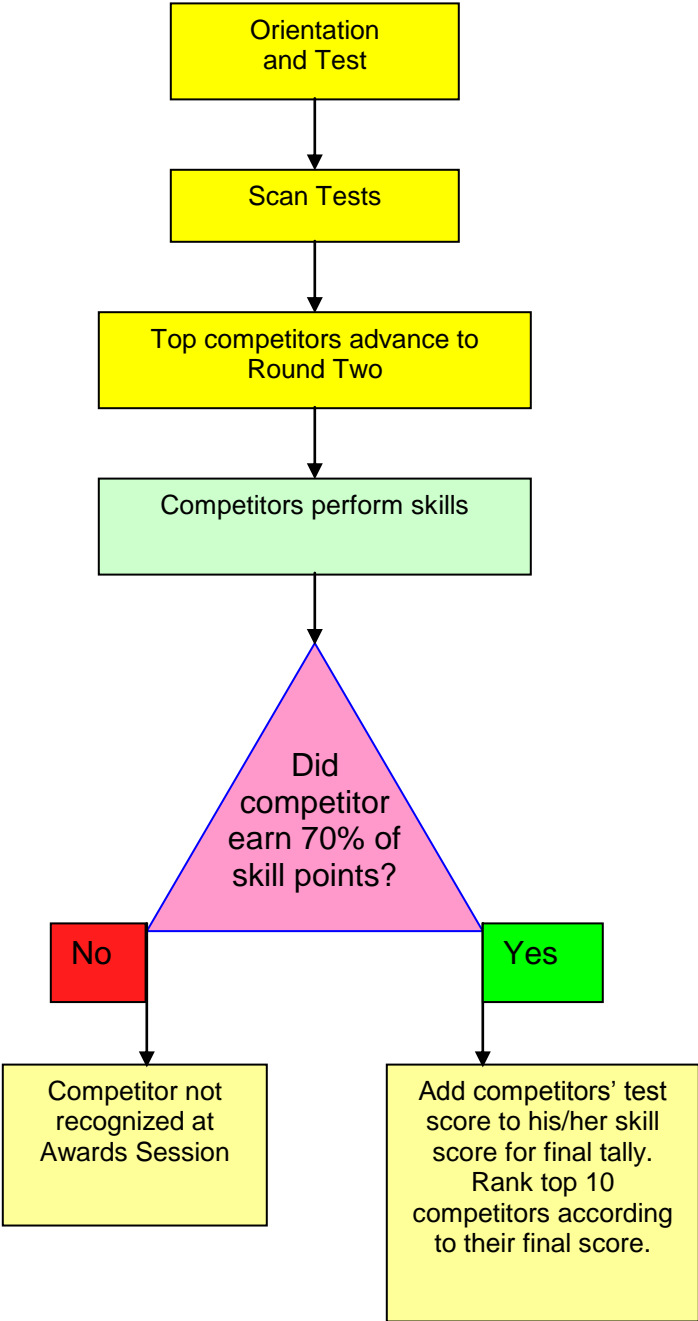 Orientation
and Test
Scan Tests
Top competitors advance to
Round Two
Competitors perform skills
Did
competitor
earn 70% of
skill points?
No
Yes
Competitor not
recognized at
Awards Session
Add competitors’ test
score to his/her skill
score for final tally.
Rank top 10
competitors according
to their final score.